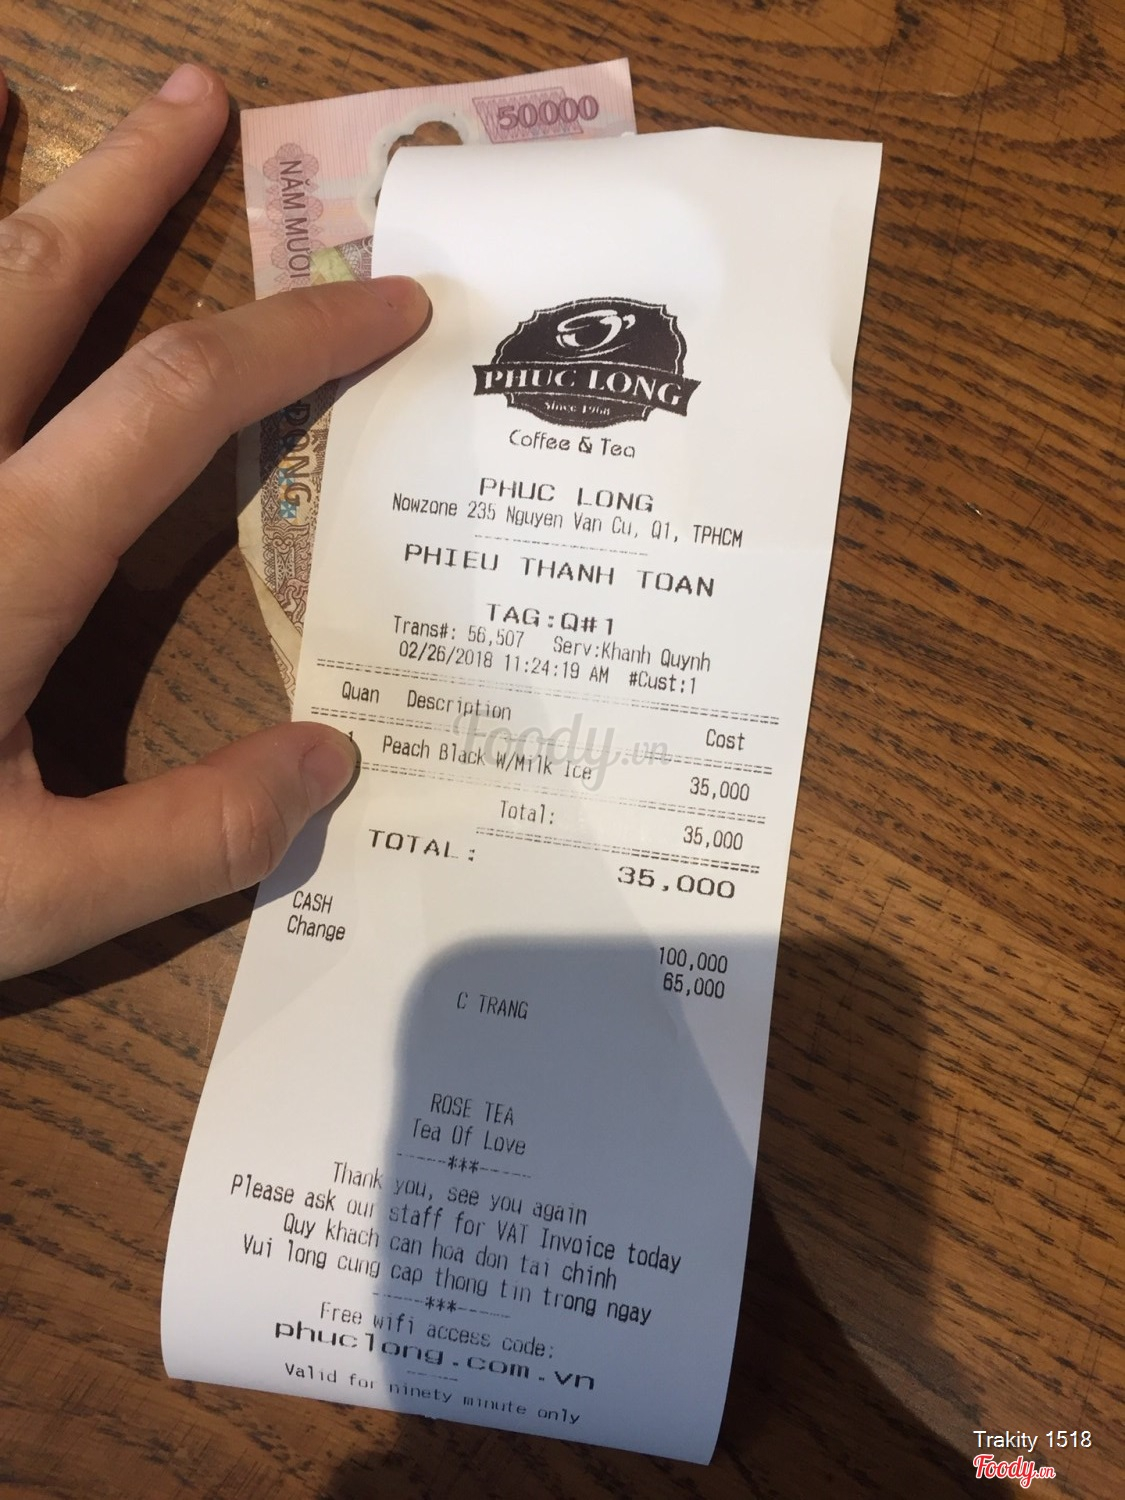 50000
NĂM MƯƠI
ĐỒNG
PHUC LONG
Since 1968
Coffee & Tea
PHUC LONG
Nowzone 235 Nguyen Van Cu, Q1, TPHCM
PHIEU THANH TOAN
TAG:Q#1
Trans#: 56,507 Serv:Khanh Quynh
02/26/2018 11:24:19 AM #Cust:1
Quan Description Cost
1 Peach Black W/Milk Ice 35,000
Total: 35,000
TOTAL: 35,000
CASH 100,000
Change 65,000
C TRANG
ROSE TEA
Tea Of Love
-----***-----
Thank you, see you again
Please ask our staff for VAT Invoice today
Quy khach can hoa don tai chinh
Vui long cung cap thong tin trong ngay
-----***-----
Free wifi access code:
phuclong.com.vn
Valid for ninety minute only
Foody.vn
Trakity 1518
Foody.vn